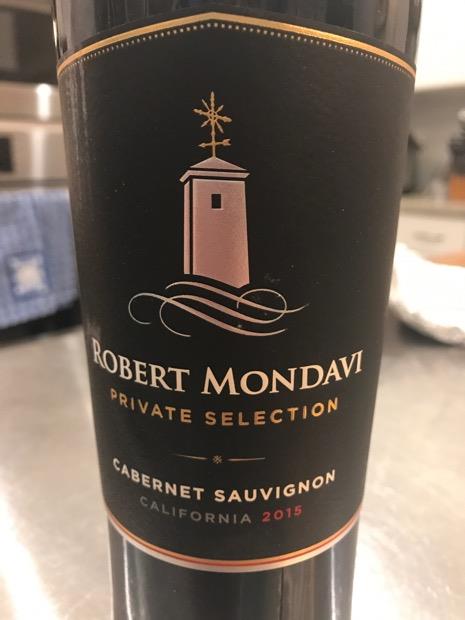 ROBERT MONDAVI
PRIVATE SELECTION
CABERNET SAUVIGNON
CALIFORNIA 2015